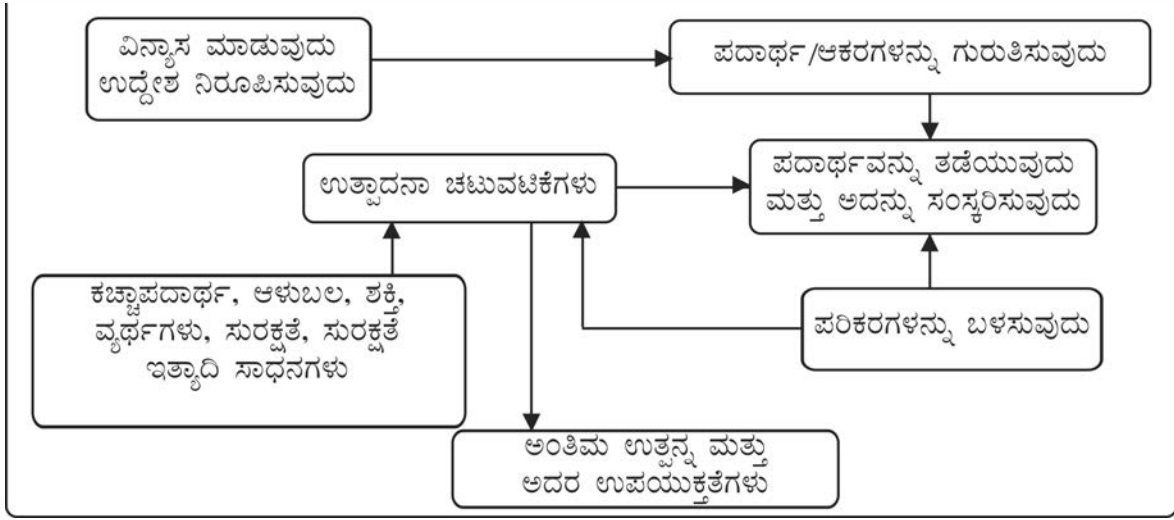 ವಿನ್ಯಾಸ ಮಾಡುವುದು
ಉದ್ದೇಶ ನಿರೂಪಿಸುವುದು
ಪದಾರ್ಥ/ಆಕರಗಳನ್ನು ಗುರುತಿಸುವುದು
ಉತ್ಪಾದನಾ ಚಟುವಟಿಕೆಗಳು
ಪದಾರ್ಥವನ್ನು ತಡೆಯುವುದು
ಮತ್ತು ಅದನ್ನು ಸಂಸ್ಕರಿಸುವುದು
ಕಚ್ಚಾಪದಾರ್ಥ, ಆಳುಬಲ, ಶಕ್ತಿ,
ವ್ಯರ್ಥಗಳು, ಸುರಕ್ಷತೆ, ಸುರಕ್ಷತೆ
ಇತ್ಯಾದಿ ಸಾಧನಗಳು
ಪರಿಕರಗಳನ್ನು ಬಳಸುವುದು
ಅಂತಿಮ ಉತ್ಪನ್ನ ಮತ್ತು
ಅದರ ಉಪಯುಕ್ತತೆಗಳು